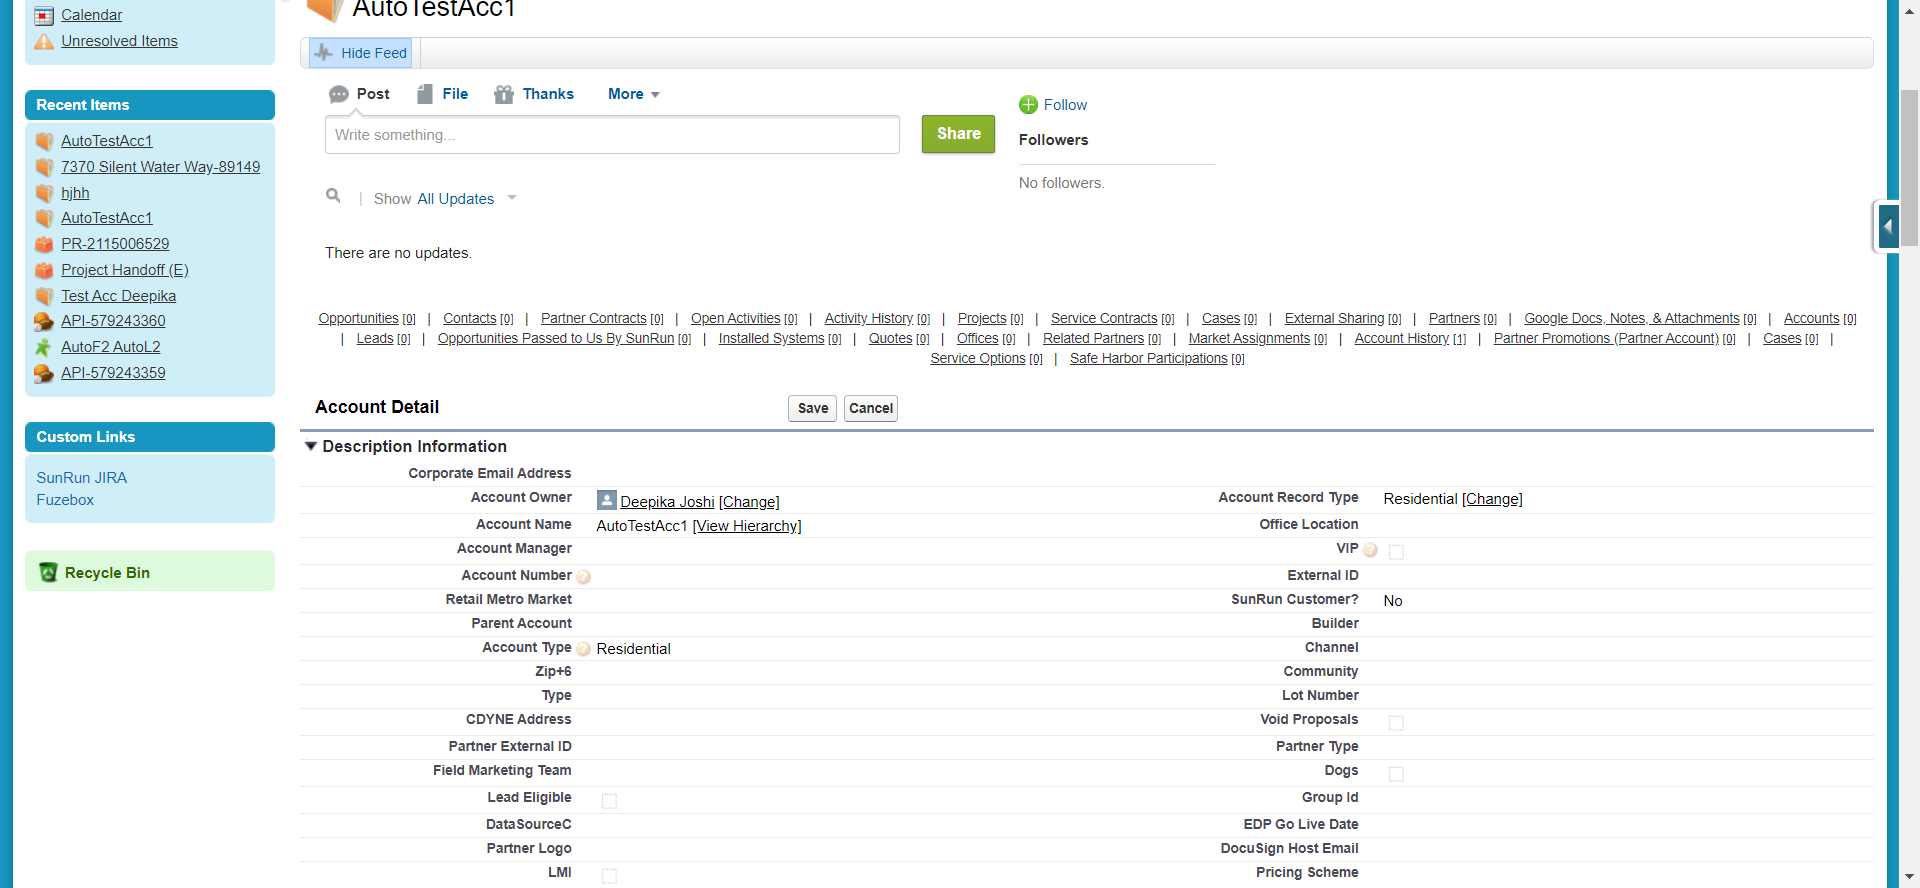 Calendar
Unresolved Items
Recent Items
AutoTestAcc1
7370 Silent Water Way-89149
hjhh
AutoTestAcc1
PR-2115006529
Project Handoff (E)
Test Acc Deepika
API-579243360
AutoF2 AutoL2
API-579243359
Custom Links
SunRun JIRA
Fuzebox
Recycle Bin
AutoTestAcc1
Hide Feed
Post File Thanks More
Write something...
Share
Follow
Followers
No followers.
Show All Updates
There are no updates.
Opportunities [0] | Contacts [0] | Partner Contracts [0] | Open Activities [0] | Activity History [0] | Projects [0] | Service Contracts [0] | Cases [0] | External Sharing [0] | Partners [0] | Google Docs, Notes, & Attachments [0] | Accounts [0]
| Leads [0] | Opportunities Passed to Us By SunRun [0] | Installed Systems [0] | Quotes [0] | Offices [0] | Related Partners [0] | Market Assignments [0] | Account History [1] | Partner Promotions (Partner Account) [0] | Cases [0] |
Service Options [0] | Safe Harbor Participations [0]
Account Detail Save Cancel
Description Information
Corporate Email Address
Account Owner Deepika Joshi [Change] Account Record Type Residential [Change]
Account Name AutoTestAcc1 [View Hierarchy] Office Location
Account Manager VIP ?
Account Number ? External ID
Retail Metro Market SunRun Customer? No
Parent Account Builder
Account Type ? Residential Channel
Zip+6 Community
Type Lot Number
CDYNE Address Void Proposals
Partner External ID Partner Type
Field Marketing Team Dogs
Lead Eligible Group Id
DataSourceC EDP Go Live Date
Partner Logo DocuSign Host Email
LMI Pricing Scheme